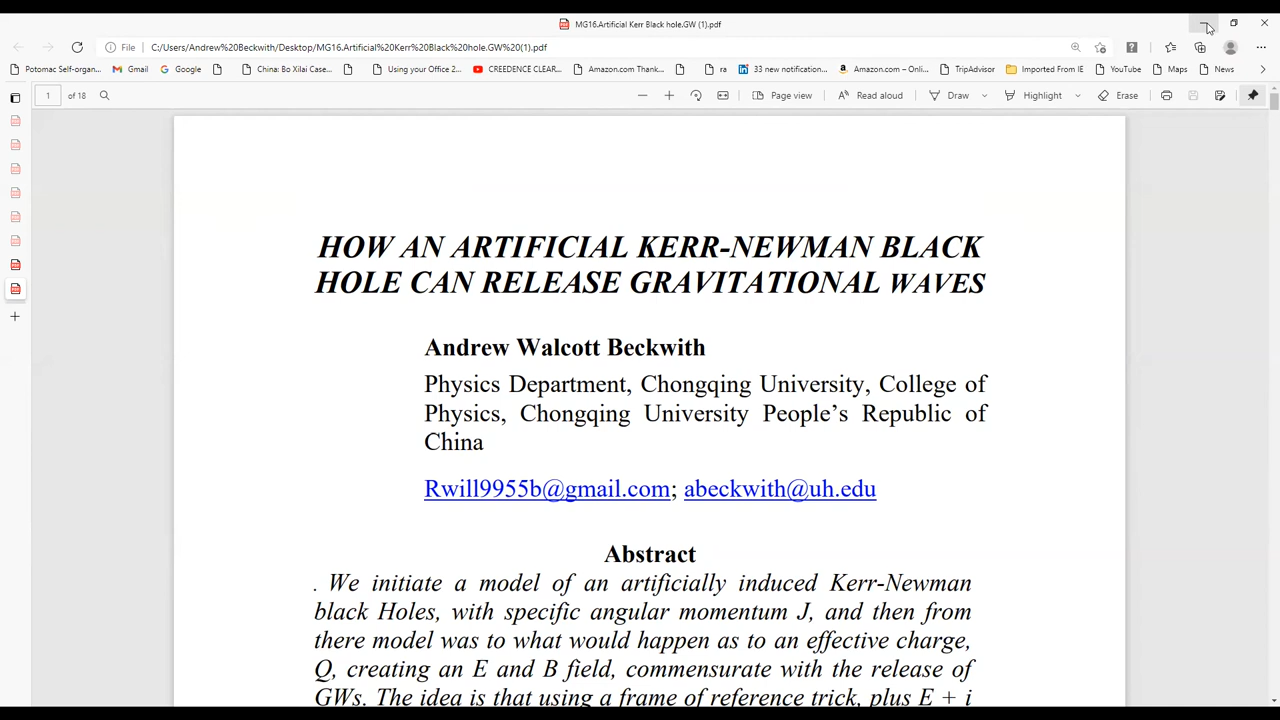 MG16.Artificial Kerr Black hole.GW (1).pdf
File C:/Users/Andrew%20Beckwith/Desktop/MG16.Artificial%20Kerr%20Black%20hole.GW%20(1).pdf
Potomac Self-organ... Gmail Google China: Bo Xilai Case... Using your Office 2... CREEDENCE CLEAR... Amazon.com Thank... ra 33 new notification... Amazon.com – Onli... TripAdvisor Imported From IE YouTube Maps News
1 of 18 Page view Read aloud Draw Highlight Erase
HOW AN ARTIFICIAL KERR-NEWMAN BLACK
HOLE CAN RELEASE GRAVITATIONAL WAVES
Andrew Walcott Beckwith
Physics Department, Chongqing University, College of
Physics, Chongqing University People's Republic of
China
Rwill9955b@gmail.com; abeckwith@uh.edu
Abstract
. We initiate a model of an artificially induced Kerr-Newman
black Holes, with specific angular momentum J, and then from
there model was to what would happen as to an effective charge,
Q, creating an E and B field, commensurate with the release of
GWs. The idea is that using a frame of reference trick, plus E + i